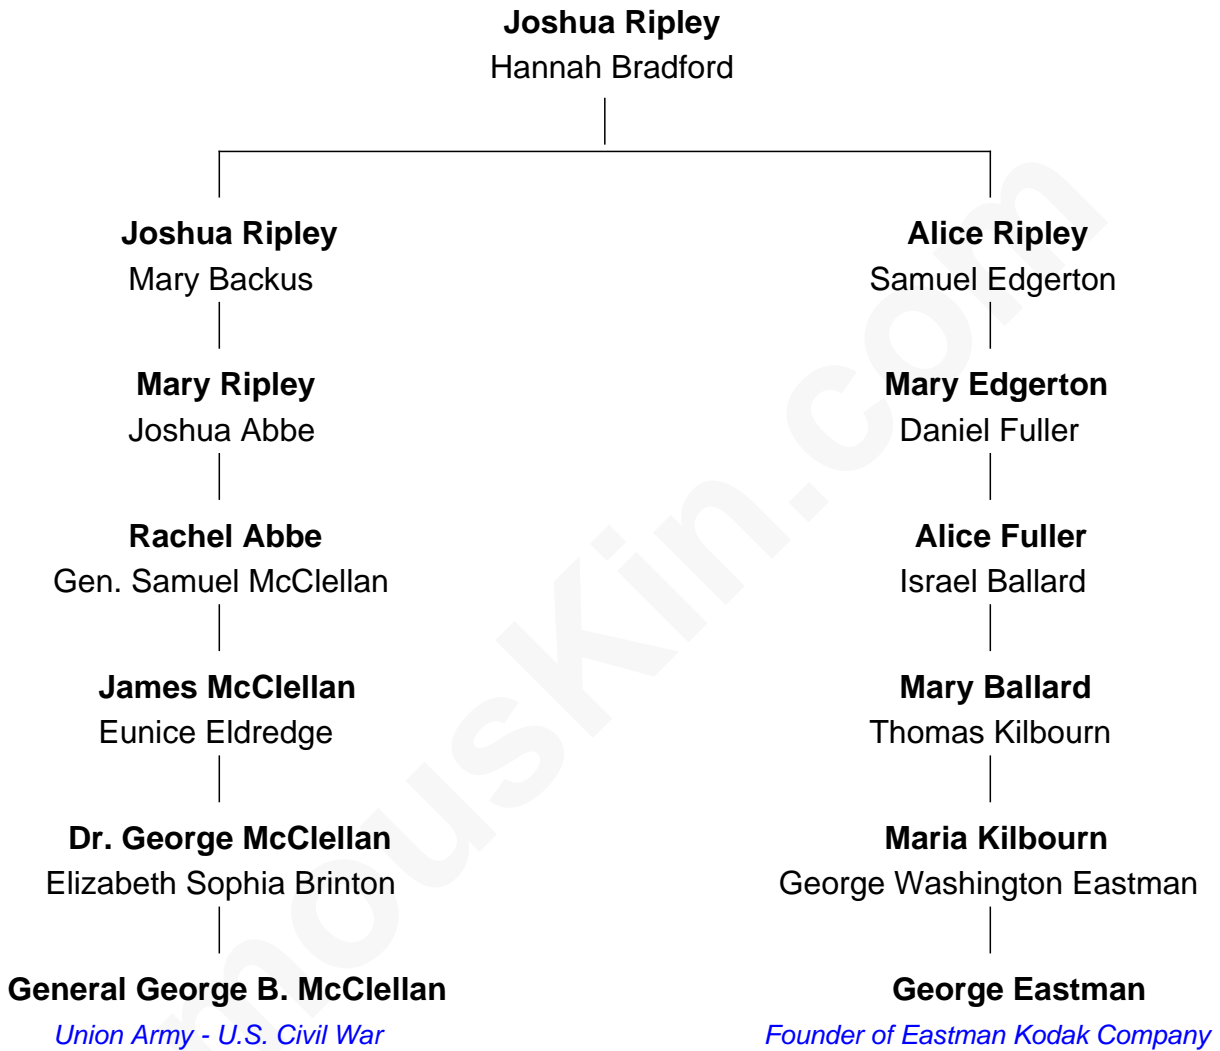 Joshua Ripley
Hannah Bradford
Joshua Ripley
Mary Backus
Alice Ripley
Samuel Edgerton
Mary Ripley
Joshua Abbe
Mary Edgerton
Daniel Fuller
Rachel Abbe
Gen. Samuel McClellan
Alice Fuller
Israel Ballard
James McClellan
Eunice Eldredge
Mary Ballard
Thomas Kilbourn
Dr. George McClellan
Elizabeth Sophia Brinton
Maria Kilbourn
George Washington Eastman
General George B. McClellan
Union Army - U.S. Civil War
George Eastman
Founder of Eastman Kodak Company
mousKin.com